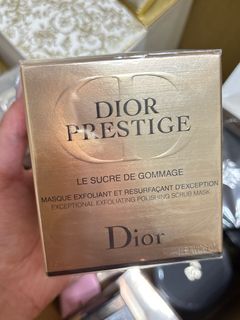 DIOR
PRESTIGE
LE SUCRE DE GOMMAGE
MASQUE EXFOLIANT ET RESURFAÇANT D'EXCEPTION
EXCEPTIONAL EXFOLIATING POLISHING SCRUB MASK
Dior